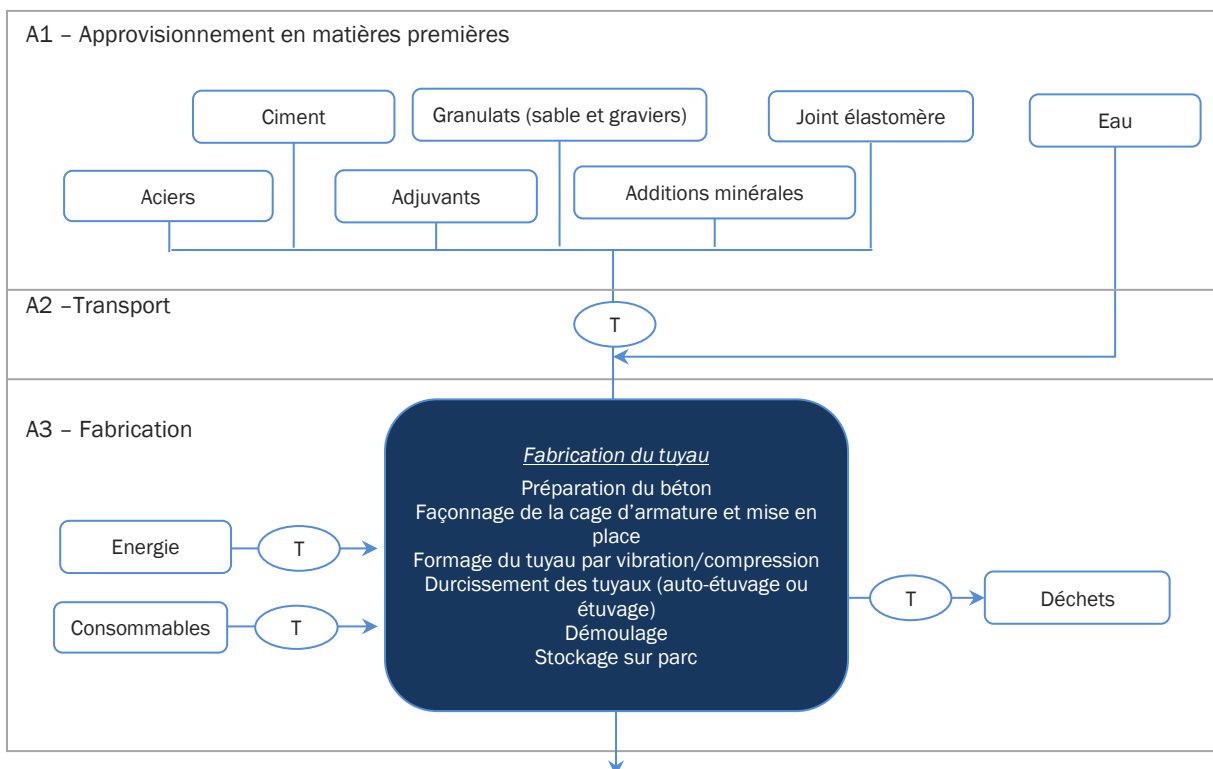 A1 – Approvisionnement en matières premières
Ciment
Granulats (sable et graviers)
Joint élastomère
Eau
Aciers
Adjuvants
Additions minérales
A2 –Transport
T
A3 – Fabrication
Fabrication du tuyau
Préparation du béton
Façonnage de la cage d'armature et mise en
place
Formage du tuyau par vibration/compression
Durcissement des tuyaux (auto-étuvage ou
étuvage)
Démoulage
Stockage sur parc
Energie
T
Consommables
T
T
Déchets